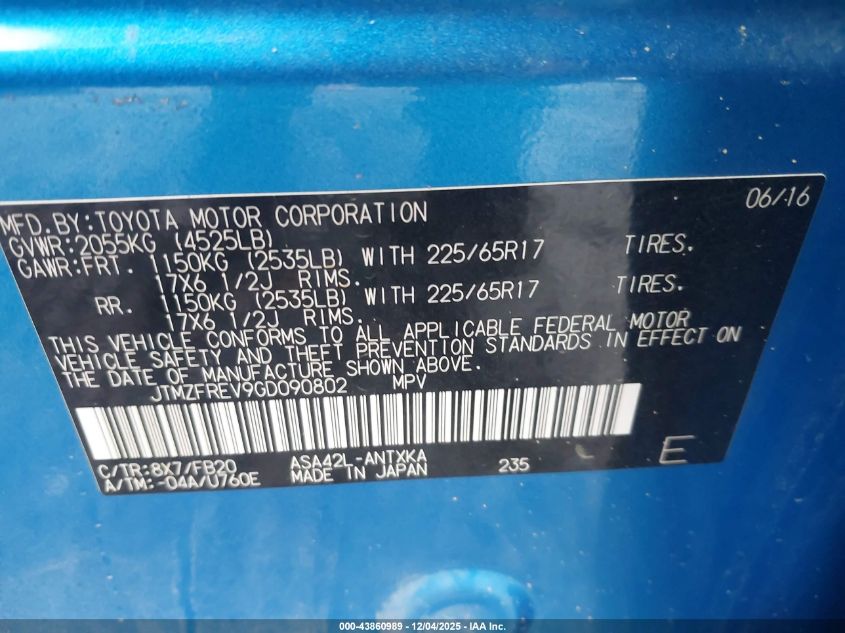 06/16
MFD.BY:TOYOTA MOTOR CORPORATION
GVWR:2055KG (4525LB)
GAWR:FRT. 1150KG (2535LB) WITH 225/65R17 TIRES.
17X6 1/2J RIMS.
RR. 1150KG (2535LB) WITH 225/65R17 TIRES.
17X6 1/2J RIMS.
THIS VEHICLE CONFORMS TO ALL APPLICABLE FEDERAL MOTOR
VEHICLE SAFETY AND THEFT PREVENTION STANDARDS IN EFFECT ON
THE DATE OF MANUFACTURE SHOWN ABOVE.
JTMZFREV9GD090802 MPV
C/TR:8X7/FB20 ASA42L-ANTXKA 235 E
A/TM:-04A/U760E MADE IN JAPAN
000-43860989 - 12/04/2025 - IAA Inc.